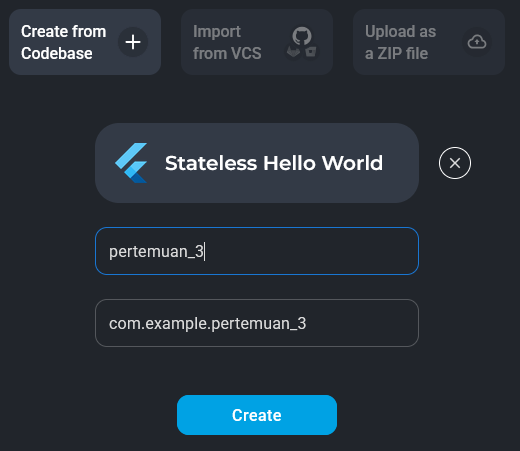 Create from
Codebase
Import
from VCS
Upload as
a ZIP file
Stateless Hello World
pertemuan_3
com.example.pertemuan_3
Create